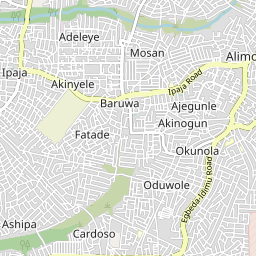 Adeleye
Mosan
Alimo
Ipaja
Akinyele
Ipaja Road
Baruwa
Ajegunle
Akinogun
Fatade
Okunola
Egbeda-Idimu Road
Oduwole
Ashipa
Cardoso